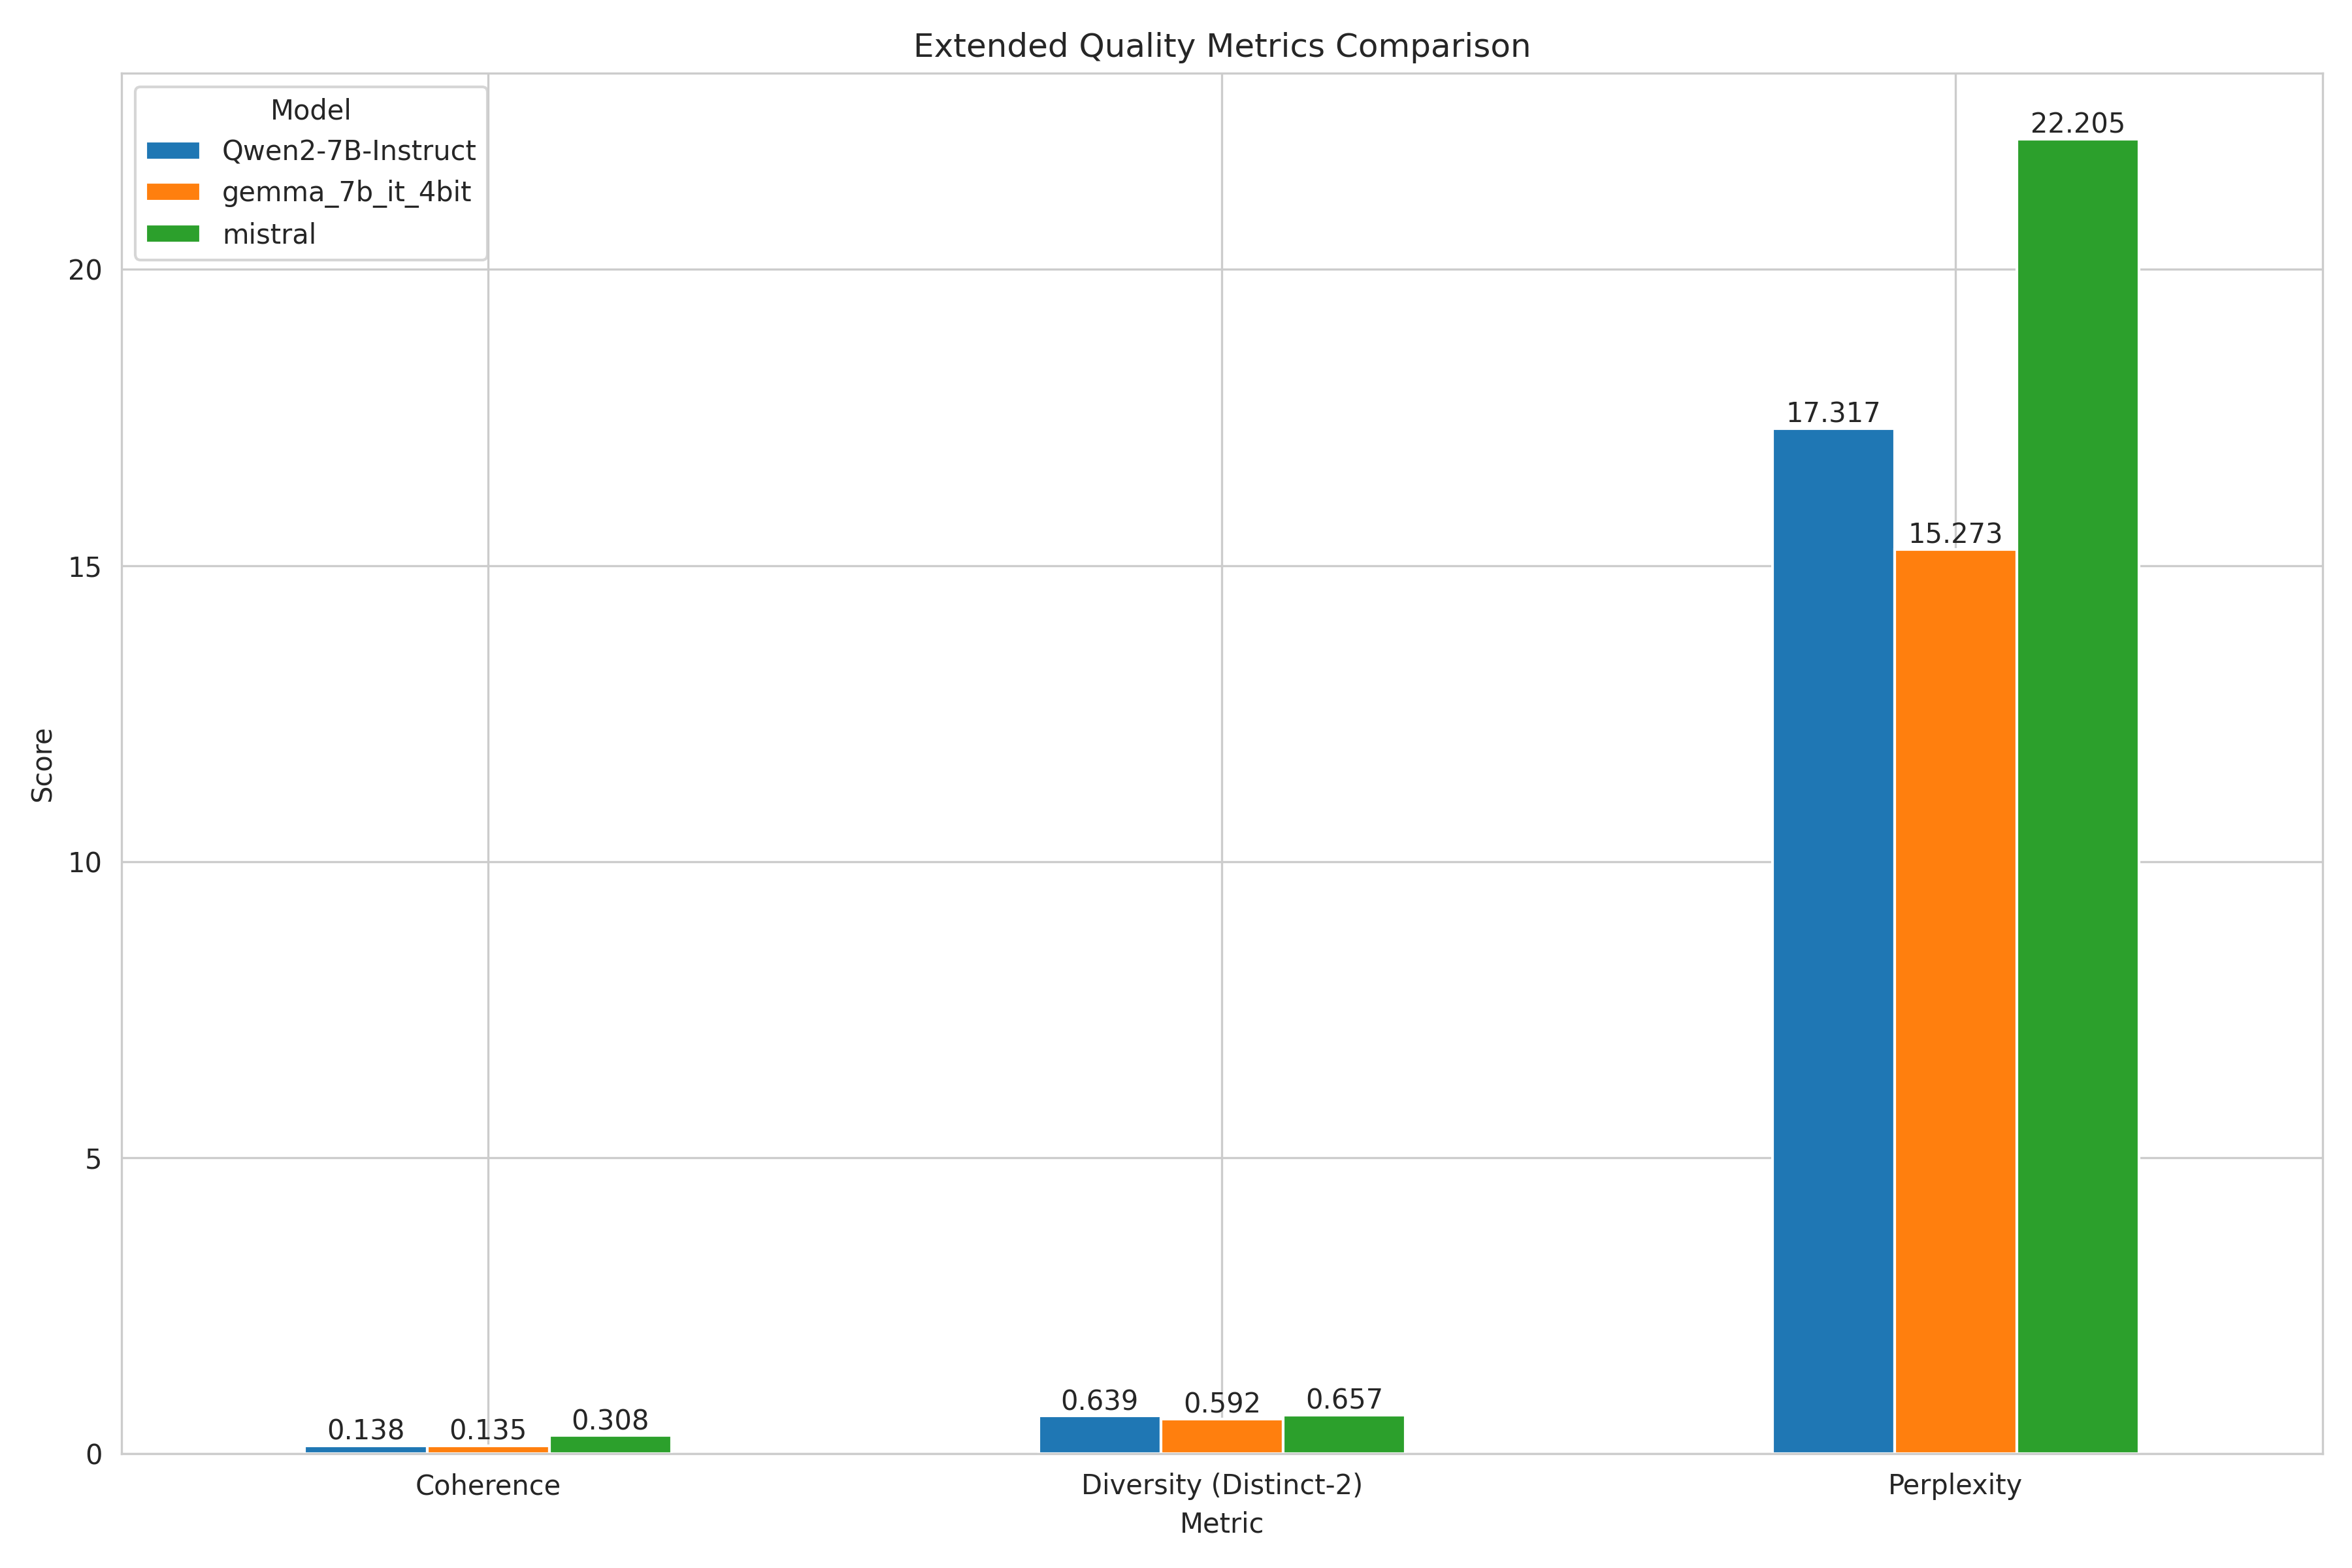 Extended Quality Metrics Comparison
Model
Qwen2-7B-Instruct
gemma_7b_it_4bit
mistral
22.205
20
17.317
15.273
15
Score
10
5
0.138
0.135
0.308
0.639
0.592
0.657
0
Coherence
Diversity (Distinct-2)
Perplexity
Metric